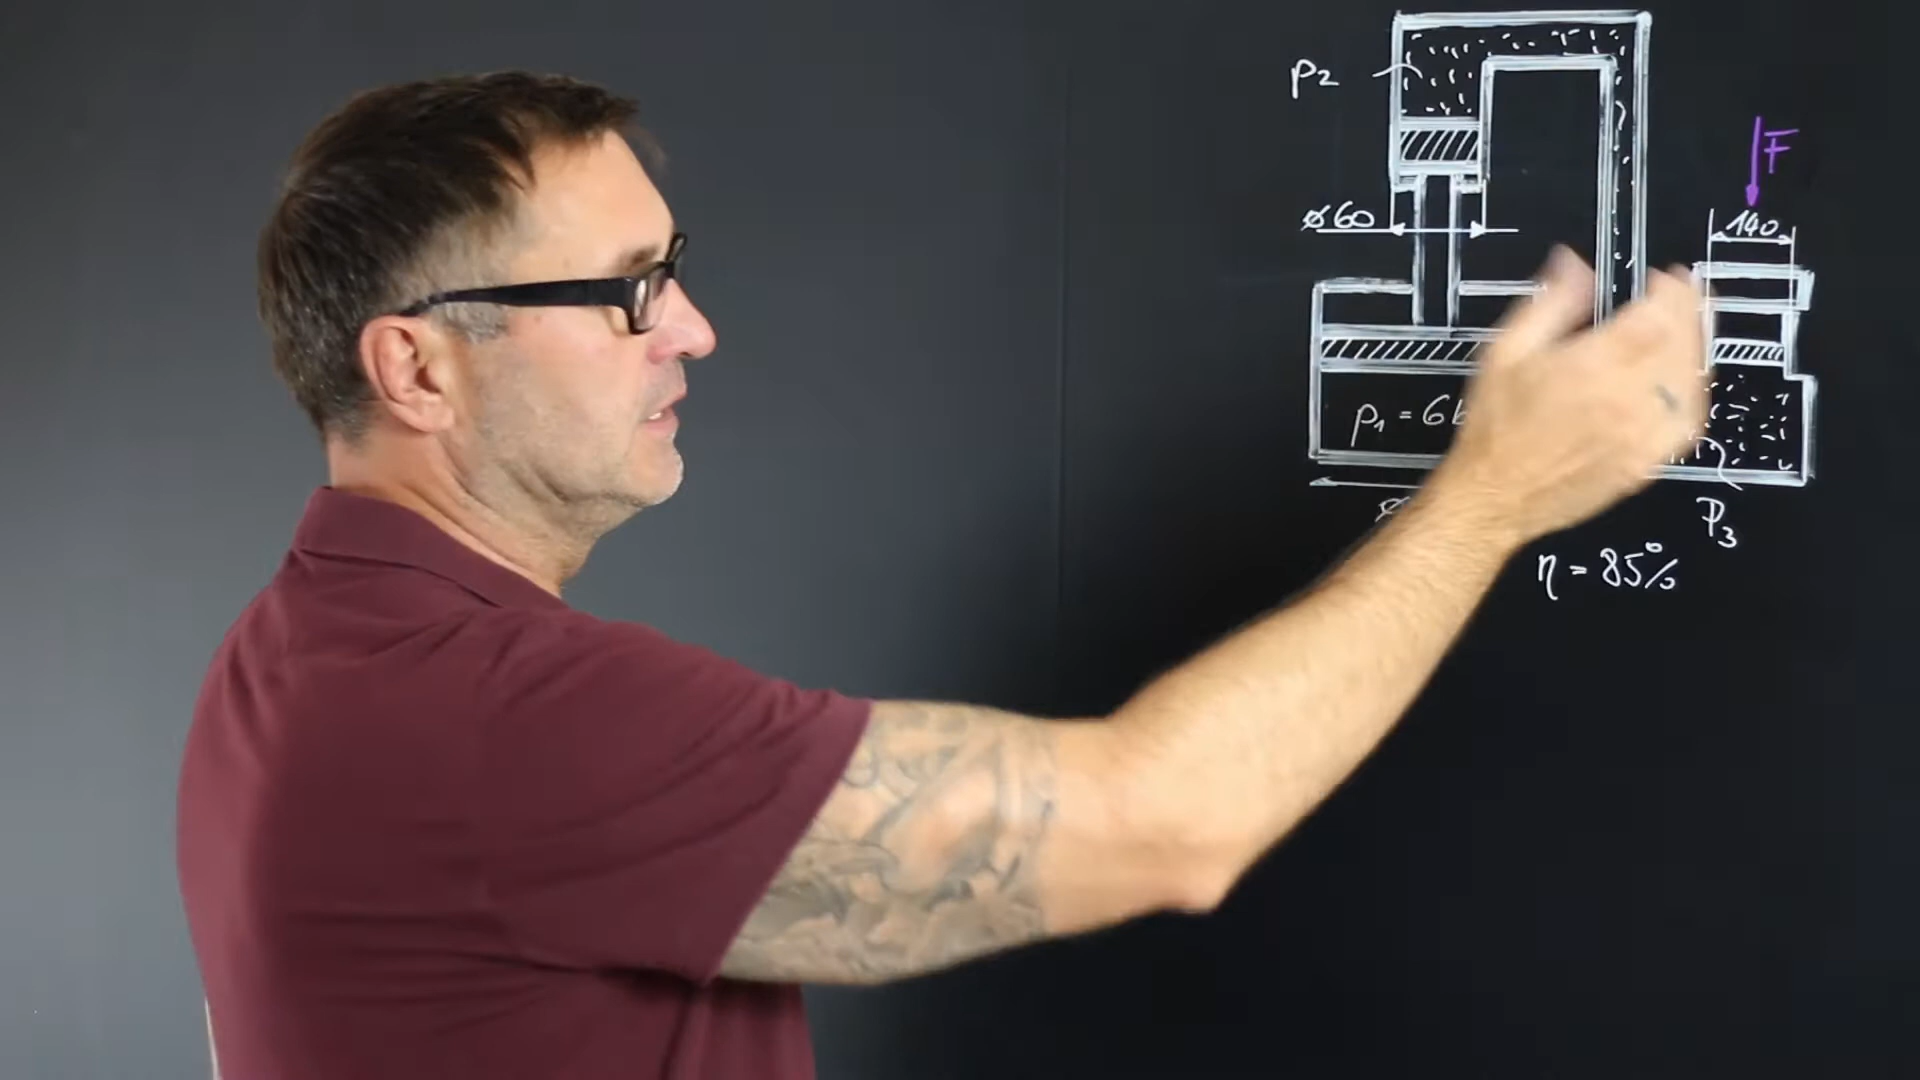 p2
F
ø60
140
p₁ = 6
ø
P3
η = 85%